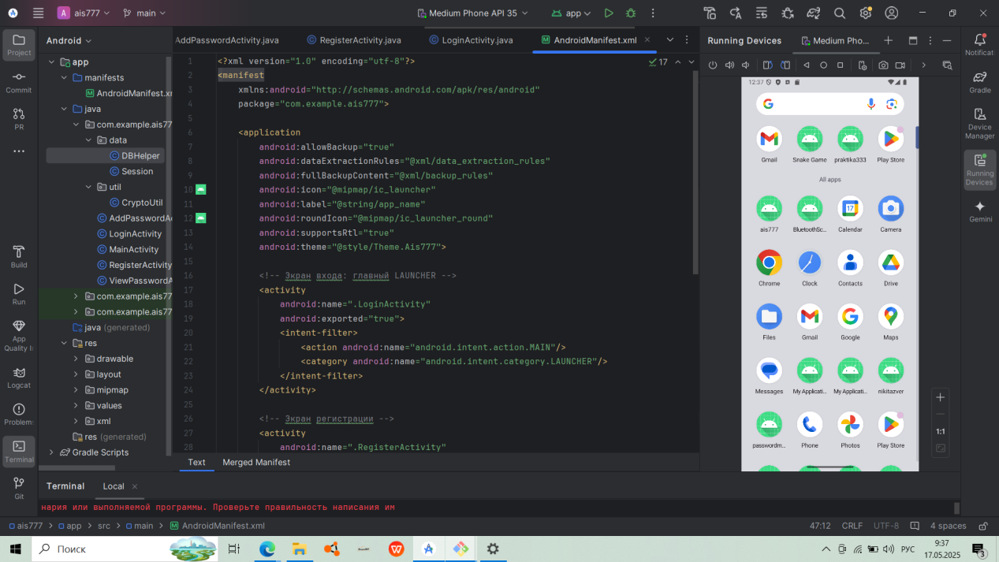 ais777
main
Medium Phone API 35
app
Project
Commit
PR
Build
Run
App
Quality I
Logcat
Problem
Terminal
Git
Android
app
manifests
AndroidManifest.xm
java
com.example.ais77
data
DBHelper
Session
util
CryptoUtil
AddPasswordA
LoginActivity
MainActivity
RegisterActivity
ViewPasswordA
com.example.ais77
com.example.ais77
java (generated)
res
drawable
layout
mipmap
values
xml
res (generated)
Gradle Scripts
AddPasswordActivity.java
RegisterActivity.java
LoginActivity.java
AndroidManifest.xml
17
1 <?xml version="1.0" encoding="utf-8"?>
2 <manifest
3 xmlns:android="http://schemas.android.com/apk/res/android"
4 package="com.example.ais777">
5
6 <application
7 android:allowBackup="true"
8 android:dataExtractionRules="@xml/data_extraction_rules"
9 android:fullBackupContent="@xml/backup_rules"
10 android:icon="@mipmap/ic_launcher"
11 android:label="@string/app_name"
12 android:roundIcon="@mipmap/ic_launcher_round"
13 android:supportsRtl="true"
14 android:theme="@style/Theme.Ais777">
15
16 <!-- Экран входа: главный LAUNCHER -->
17 <activity
18 android:name=".LoginActivity"
19 android:exported="true">
20 <intent-filter>
21 <action android:name="android.intent.action.MAIN"/>
22 <category android:name="android.intent.category.LAUNCHER"/>
23 </intent-filter>
24 </activity>
25
26 <!-- Экран регистрации -->
27 <activity
28 android:name=".RegisterActivity"
Text
Merged Manifest
Running Devices
Medium Pho...
12:37
Gmail
Snake Game
praktika333
Play Store
All apps
17
ais777
BluetoothSc...
Calendar
Camera
Chrome
Clock
Contacts
Drive
Files
Gmail
Google
Maps
Messages
My Applicati...
My Applicati...
nikitazver
passwordm...
Phone
Photos
Play Store
1:1
Notificat
Gradle
Device
Manager
Running
Devices
Gemini
Terminal
Local
нария или выполняемой программы. Проверьте правильность написания им
ais777 > app > src > main > AndroidManifest.xml
47:12
CRLF
UTF-8
4 spaces
Поиск
РУС
9:37
17.05.2025
3